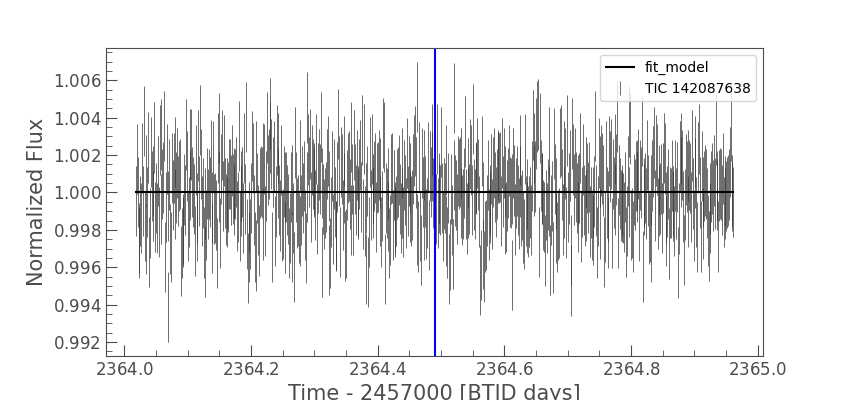 fit_model
TIC 142087638
1.006
1.004
1.002
1.000
0.998
0.996
0.994
0.992
Normalized Flux
2364.0 2364.2 2364.4 2364.6 2364.8 2365.0
Time - 2457000 [BTJD days]